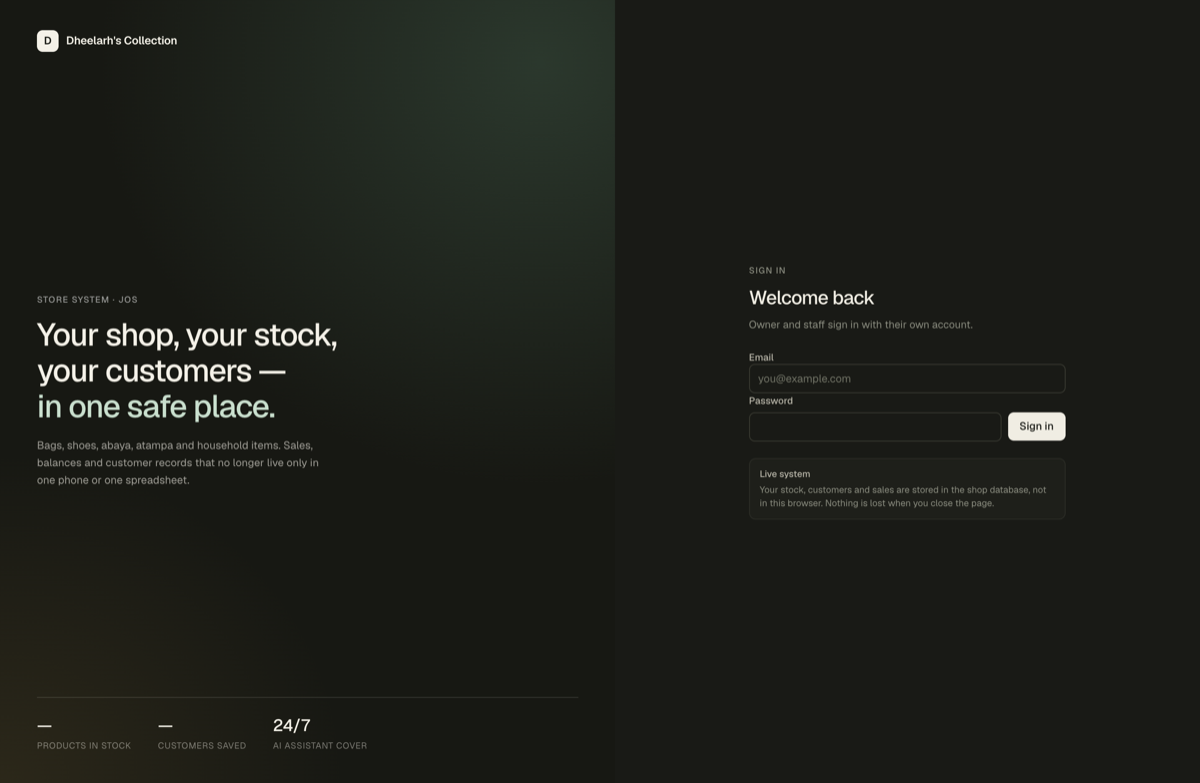 D
Dheelarh's Collection
STORE SYSTEM · JOS
Your shop, your stock,
your customers —
in one safe place.
Bags, shoes, abaya, atampa and household items. Sales,
balances and customer records that no longer live only in
one phone or one spreadsheet.
—
PRODUCTS IN STOCK
—
CUSTOMERS SAVED
24/7
AI ASSISTANT COVER
SIGN IN
Welcome back
Owner and staff sign in with their own account.
Email
you@example.com
Password
Sign in
Live system
Your stock, customers and sales are stored in the shop database, not
in this browser. Nothing is lost when you close the page.